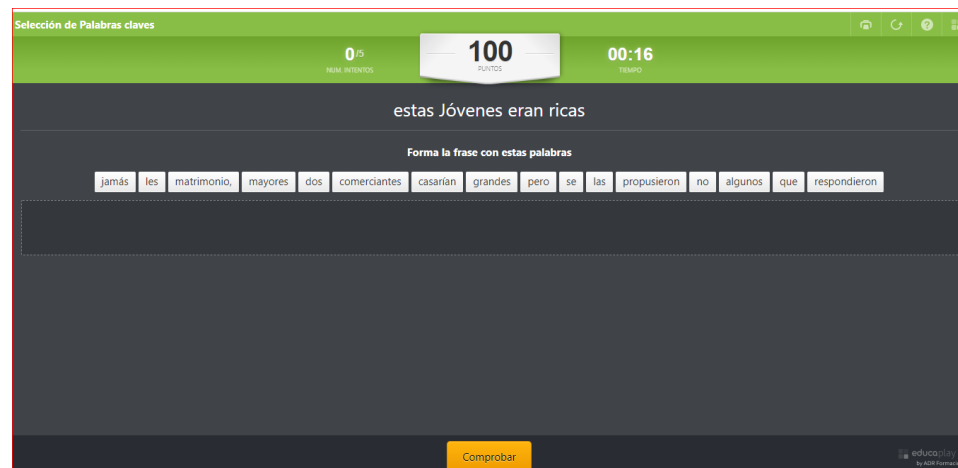 Selección de Palabras claves
0/5
NUM. INTENTOS
100
PUNTOS
00:16
TIEMPO
estas Jóvenes eran ricas
Forma la frase con estas palabras
jamás les matrimonio, mayores dos comerciantes casarían grandes pero se las propusieron no algunos que respondieron
Comprobar
educaplay
by ADR Formaci